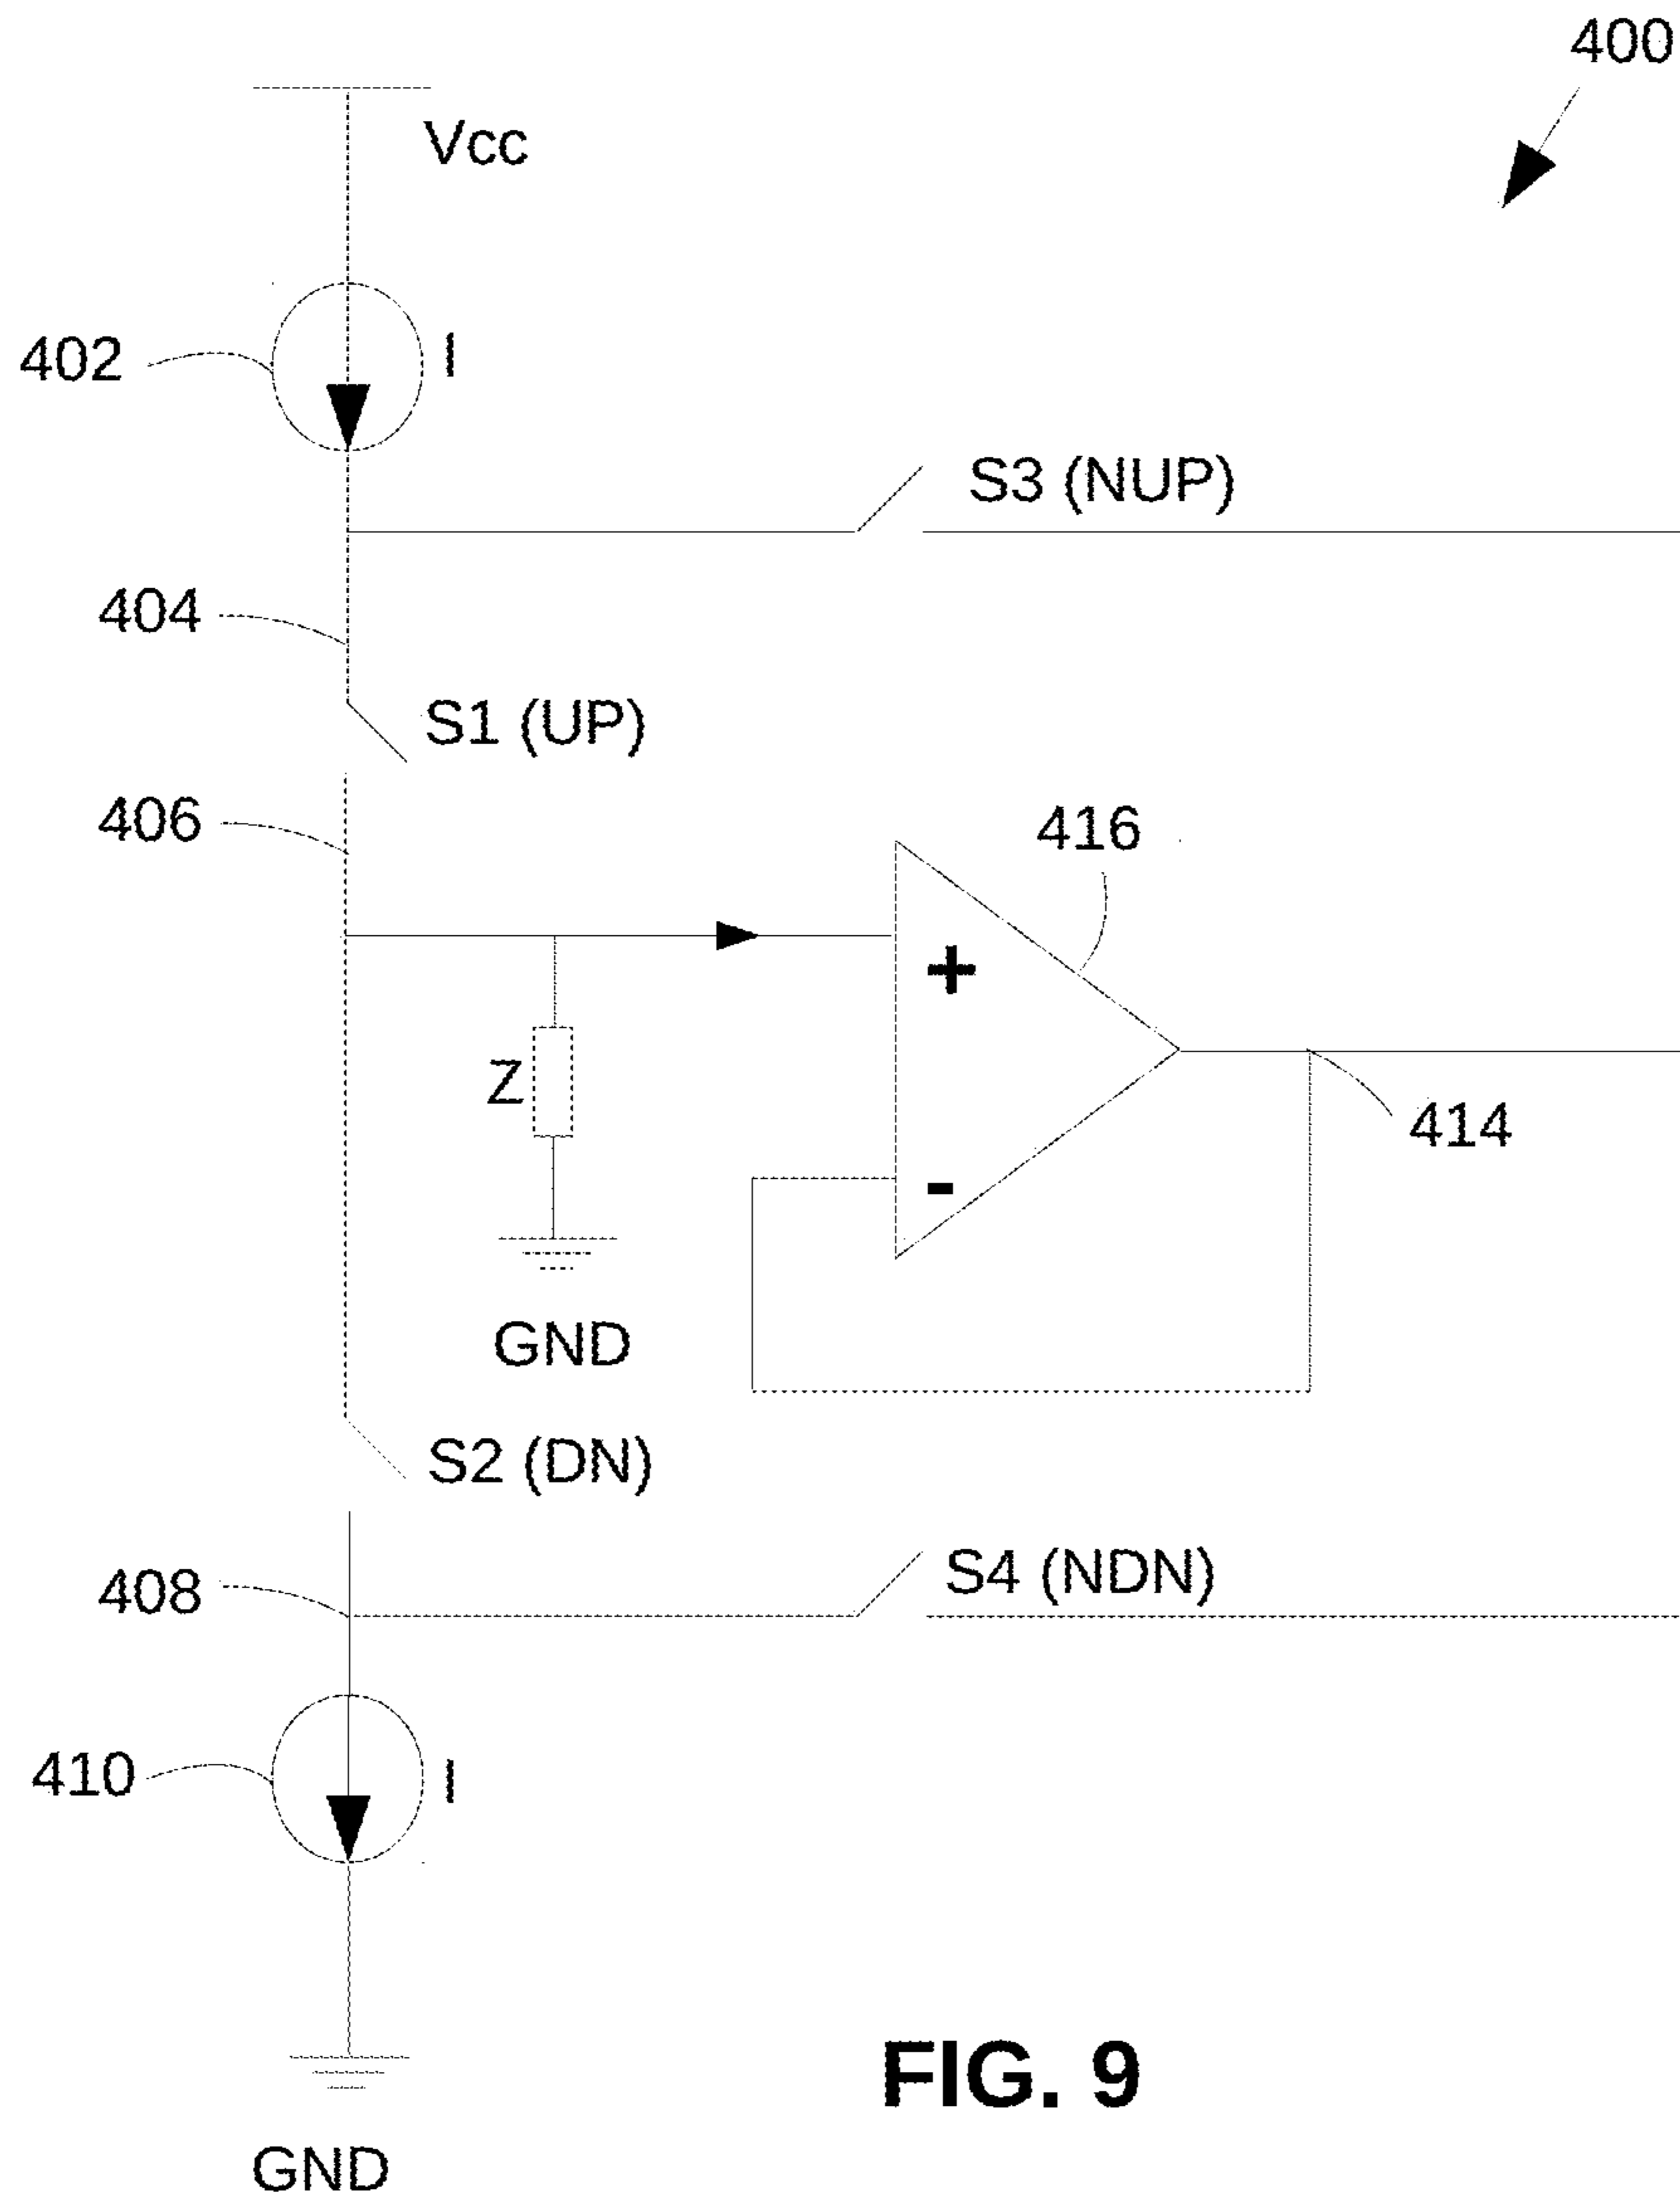 400
Vcc
402
I
S3 (NUP)
404
S1 (UP)
406
416
+
Z
414
-
GND
S2 (DN)
S4 (NDN)
408
410
I
FIG. 9
GND